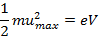 1/2 mu²ₘₐₓ = eV